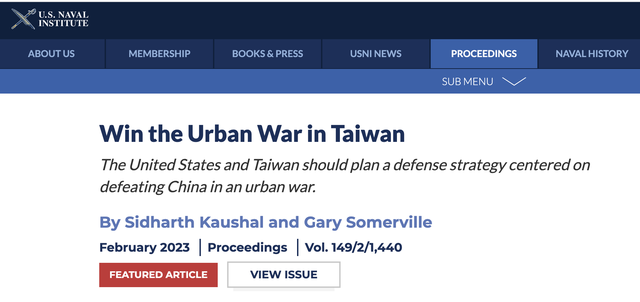 U.S. NAVAL
INSTITUTE
ABOUT US MEMBERSHIP BOOKS & PRESS USNI NEWS PROCEEDINGS NAVAL HISTORY
SUB MENU
Win the Urban War in Taiwan
The United States and Taiwan should plan a defense strategy centered on
defeating China in an urban war.
By Sidharth Kaushal and Gary Somerville
February 2023 | Proceedings | Vol. 149/2/1,440
FEATURED ARTICLE VIEW ISSUE